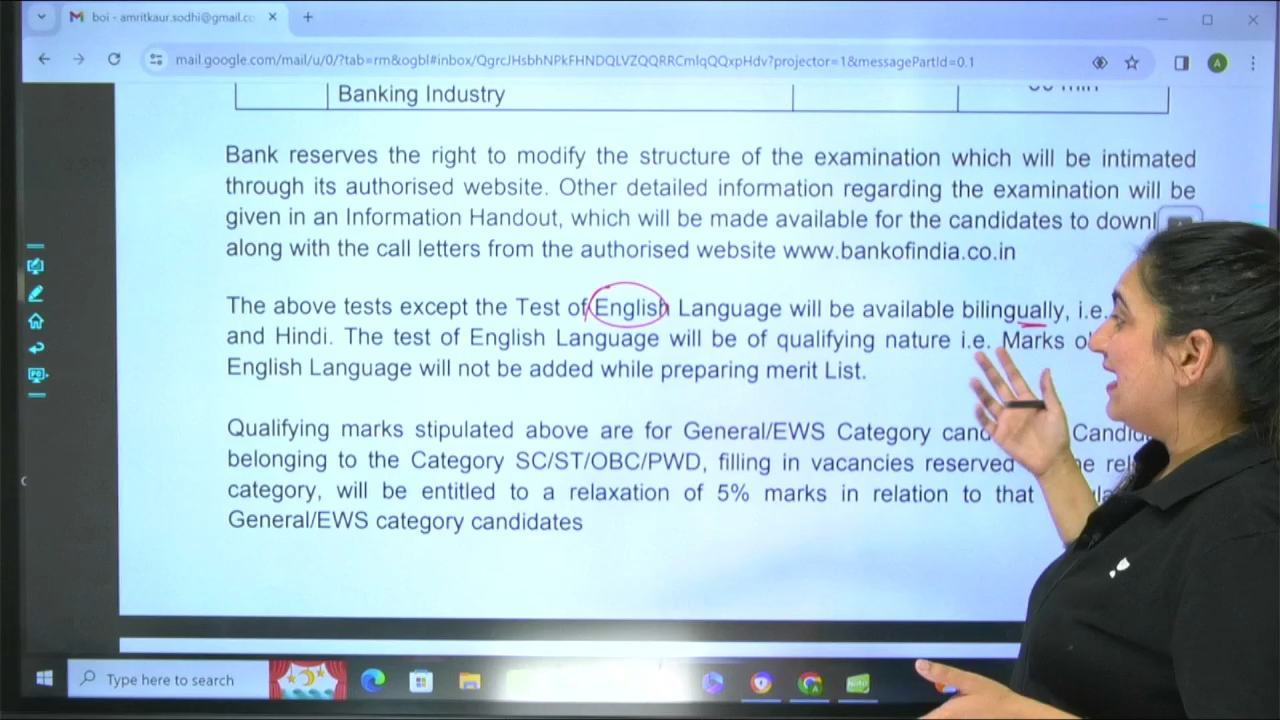 boi - amritkaur.sodhi@gmail.co
mail.google.com/mail/u/0/?tab=rm&ogbl#inbox/QgrcJHsbhNPkFHNDQLVZQQRRCmlqQQxpHdv?projector=1&messagePartId=0.1
A
Banking Industry
Bank reserves the right to modify the structure of the examination which will be intimated
through its authorised website. Other detailed information regarding the examination will be
given in an Information Handout, which will be made available for the candidates to downl
along with the call letters from the authorised website www.bankofindia.co.in
The above tests except the Test of English Language will be available bilingually, i.e.
and Hindi. The test of English Language will be of qualifying nature i.e. Marks
English Language will not be added while preparing merit List.
Qualifying marks stipulated above are for General/EWS Category cand Candid
belonging to the Category SC/ST/OBC/PWD, filling in vacancies reserved
category, will be entitled to a relaxation of 5% marks in relation to that
General/EWS category candidates
Type here to search